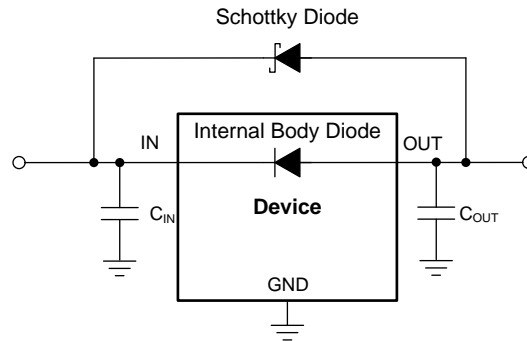 Schottky Diode
Internal Body Diode
IN
OUT
CIN
Device
COUT
GND